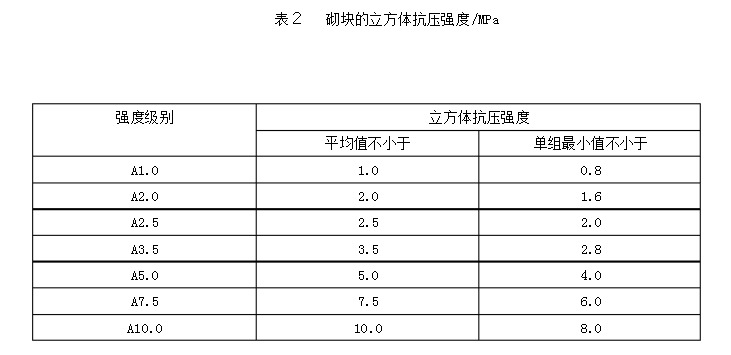 表2 砌块的立方体抗压强度/MPa
强度级别 立方体抗压强度
平均值不小于 单组最小值不小于
A1.0 1.0 0.8
A2.0 2.0 1.6
A2.5 2.5 2.0
A3.5 3.5 2.8
A5.0 5.0 4.0
A7.5 7.5 6.0
A10.0 10.0 8.0